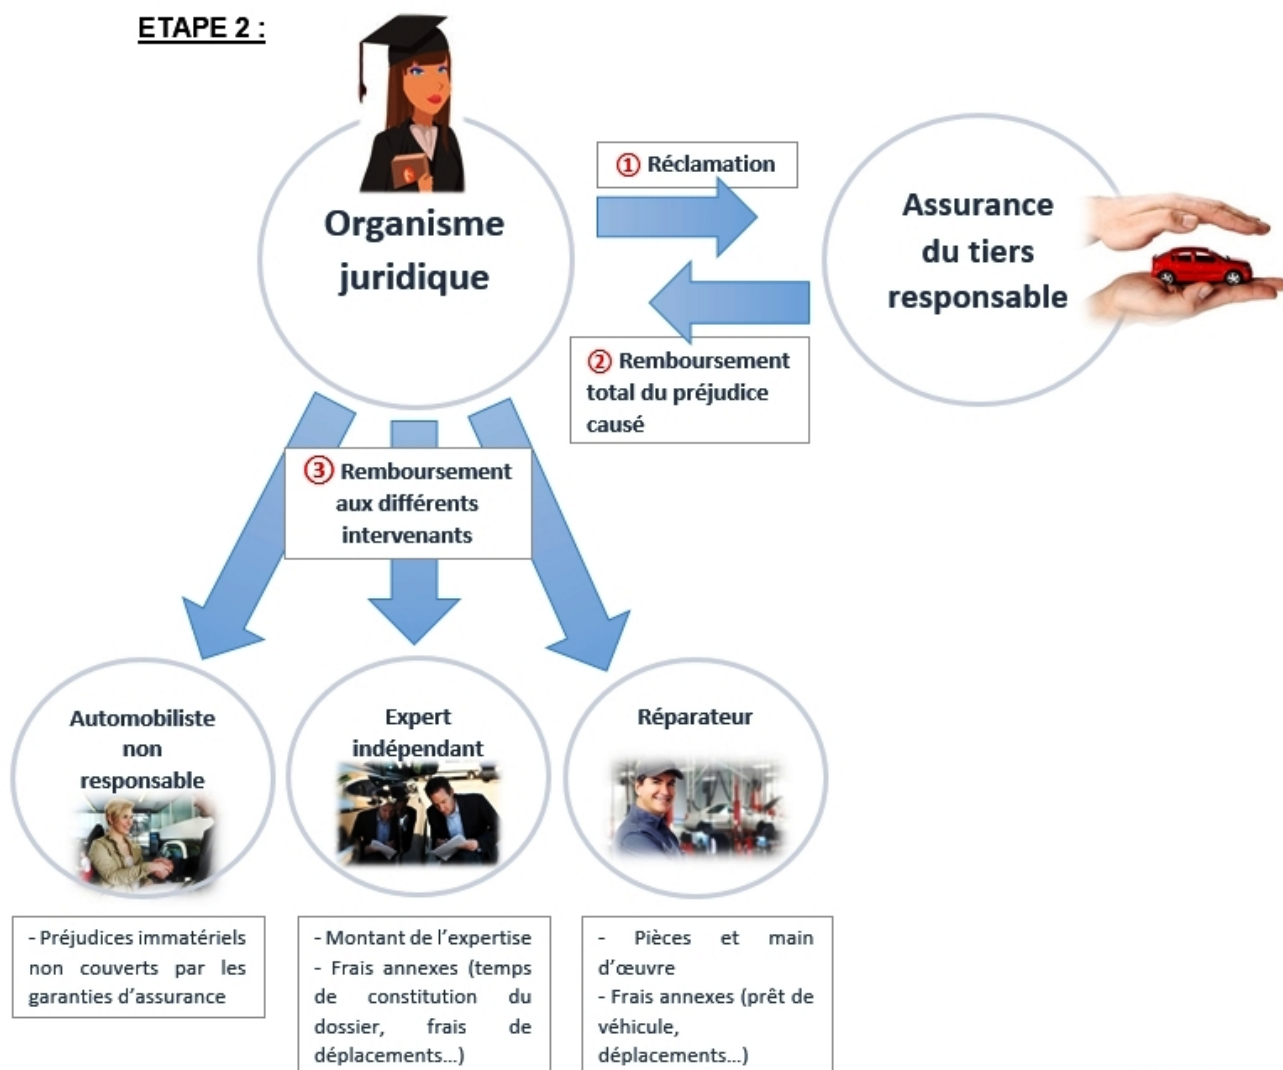 ETAPE 2 :
Organisme
juridique
① Réclamation
Assurance
du tiers
responsable
② Remboursement
total du préjudice
causé
③ Remboursement
aux différents
intervenants
Automobiliste
non
responsable
Expert
indépendant
Réparateur
- Préjudices immatériels
non couverts par les
garanties d’assurance
- Montant de l’expertise
- Frais annexes (temps
de constitution du
dossier, frais de
déplacements...)
- Pièces et main
d’œuvre
- Frais annexes (prêt de
véhicule,
déplacements...)